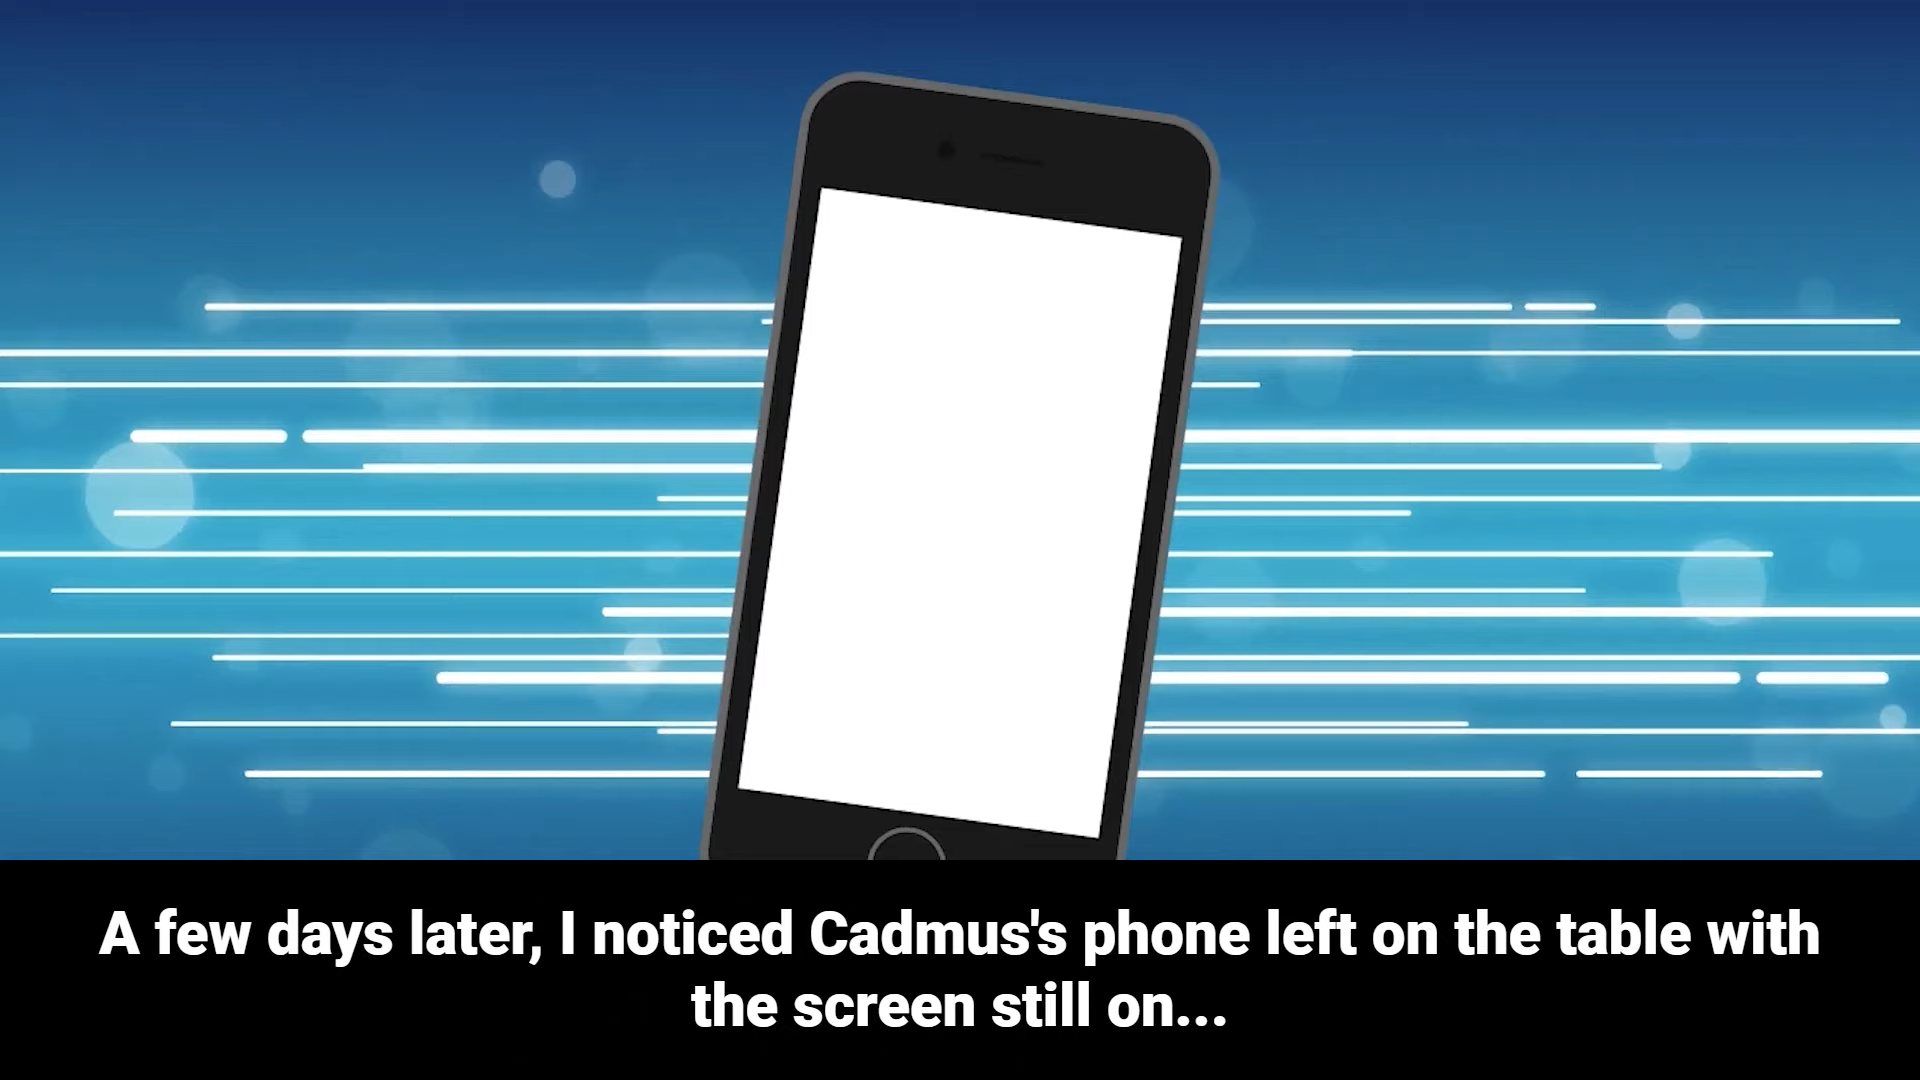 A few days later, I noticed Cadmus's phone left on the table with
the screen still on...